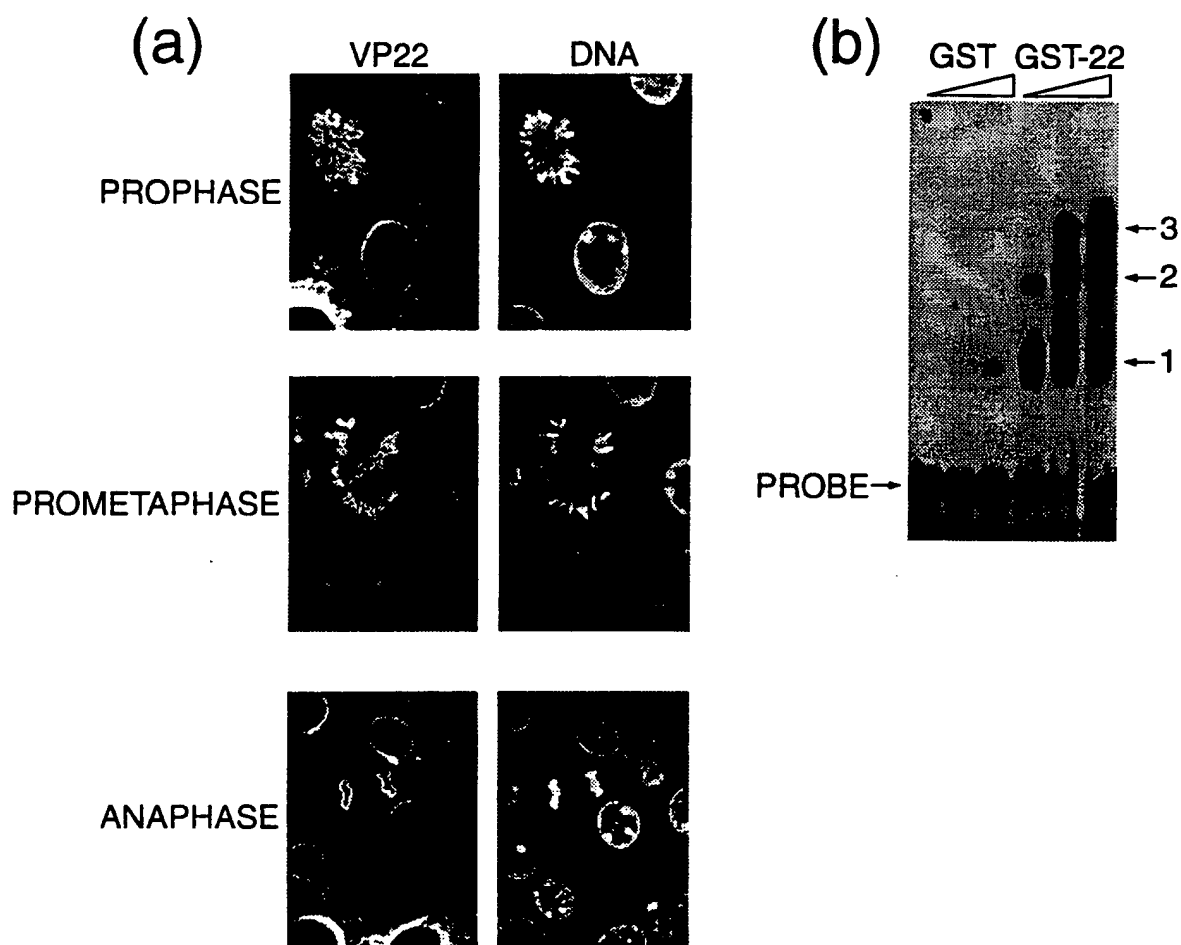 (a)
VP22 DNA
PROPHASE
PROMETAPHASE
ANAPHASE
(b)
GST GST-22
3
2
1
PROBE